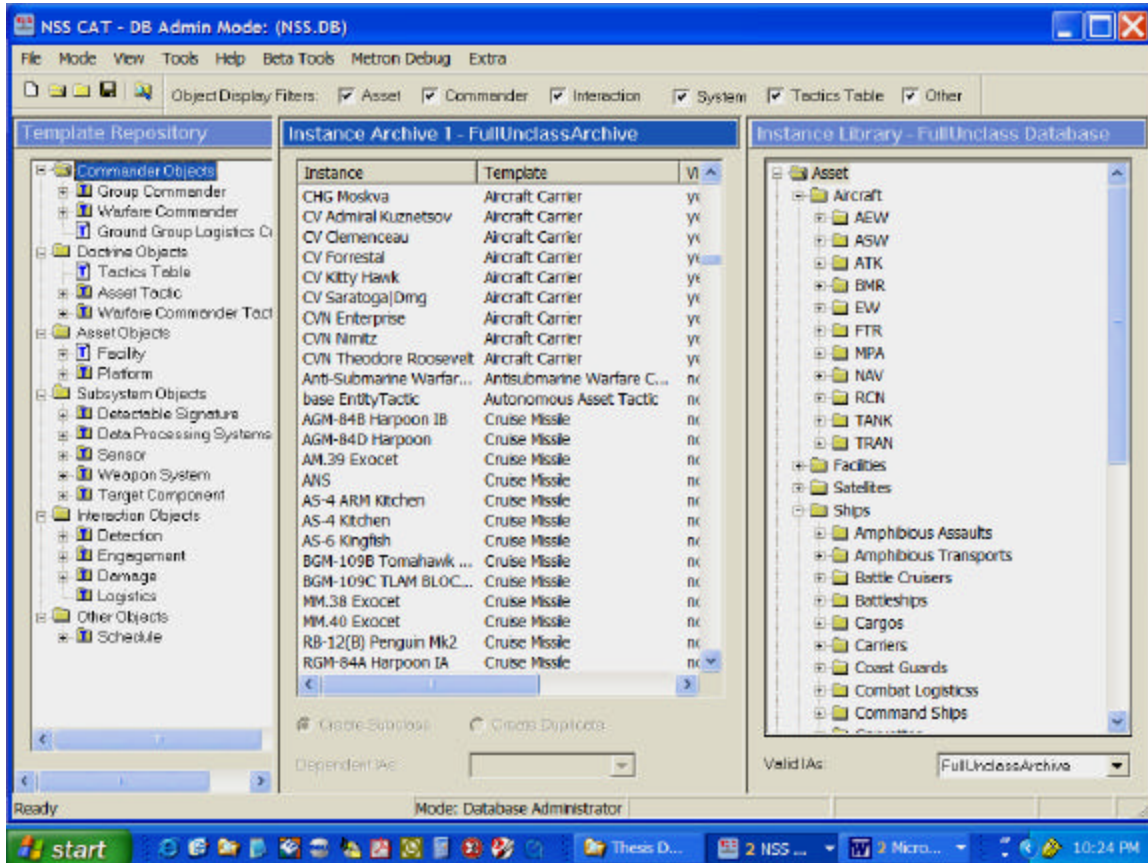 NSS CAT - DB Admin Mode: (NSS.DB)
File Mode View Tools Help Beta Tools Metron Debug Extra
Object Display Filters: Asset Commander Interaction System Tactics Table Other
Template Repository
Commander Objects
Group Commander
Warfare Commander
Ground Group Logistics
Doctrine Objects
Tactics Table
Asset Tactic
Warfare Commander Tact
Asset Objects
Facility
Platform
Subsystem Objects
Detectable Signature
Data Processing Systems
Sensor
Weapon System
Target Component
Interaction Objects
Detection
Engagement
Damage
Logistics
Other Objects
Schedule
Instance Archive 1 - FullUnclassArchive
Instance Template
CHG Moskva Aircraft Carrier
CV Admiral Kuznetsov Aircraft Carrier
CV Clemenceau Aircraft Carrier
CV Forrestal Aircraft Carrier
CV Kitty Hawk Aircraft Carrier
CV Saratoga|Dmg Aircraft Carrier
CVN Enterprise Aircraft Carrier
CVN Nimitz Aircraft Carrier
CVN Theodore Roosevelt Aircraft Carrier
Anti-Submarine Warfar... Antisubmarine Warfare C...
base EntityTactic Autonomous Asset Tactic
AGM-84B Harpoon IB Cruise Missile
AGM-84D Harpoon Cruise Missile
AM.39 Exocet Cruise Missile
ANS Cruise Missile
AS-4 ARM Kitchen Cruise Missile
AS-4 Kitchen Cruise Missile
AS-6 Kingfish Cruise Missile
BGM-109B Tomahawk ... Cruise Missile
BGM-109C TLAM BLOC... Cruise Missile
MM.38 Exocet Cruise Missile
MM.40 Exocet Cruise Missile
RB-12(B) Penguin Mk2 Cruise Missile
RGM-84A Harpoon IA Cruise Missile
Create Subclass Create Duplicate
Dependent IAs:
Instance Library - FullUnclass Database
Asset
Aircraft
AEW
ASW
ATK
BMR
EW
FTR
MPA
NAV
RCN
TANK
TRAN
Facilities
Satellites
Ships
Amphibious Assaults
Amphibious Transports
Battle Cruisers
Battleships
Cargos
Carriers
Coast Guards
Combat Logisticss
Command Ships
Valid IAs: FullUnclassArchive
Ready Mode: Database Administrator
start Thesis D... 2 NSS ... 2 Micro... 10:24 PM